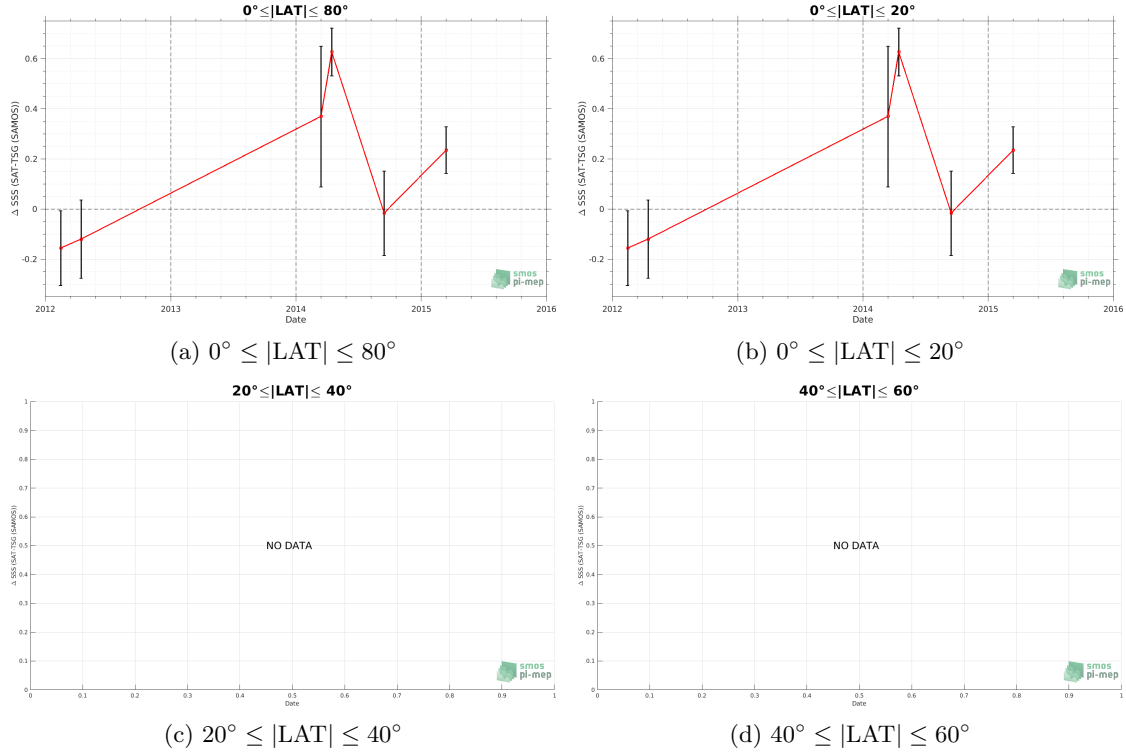 0°≤|LAT|≤ 80°
Δ SSS (SAT-TSG (SAMOS))
0.6
0.4
0.2
0
-0.2
2012
2013
2014
2015
2016
Date
smos
pi-mep
(a) 0° ≤ |LAT| ≤ 80°
0°≤|LAT|≤ 20°
Δ SSS (SAT-TSG (SAMOS))
0.6
0.4
0.2
0
-0.2
2012
2013
2014
2015
2016
Date
smos
pi-mep
(b) 0° ≤ |LAT| ≤ 20°
20°≤|LAT|≤ 40°
Δ SSS (SAT-TSG (SAMOS))
1
0.9
0.8
0.7
0.6
0.5
0.4
0.3
0.2
0.1
0
NO DATA
0
0.1
0.2
0.3
0.4
0.5
0.6
0.7
0.8
0.9
1
Date
smos
pi-mep
(c) 20° ≤ |LAT| ≤ 40°
40°≤|LAT|≤ 60°
Δ SSS (SAT-TSG (SAMOS))
1
0.9
0.8
0.7
0.6
0.5
0.4
0.3
0.2
0.1
0
NO DATA
0
0.1
0.2
0.3
0.4
0.5
0.6
0.7
0.8
0.9
1
Date
smos
pi-mep
(d) 40° ≤ |LAT| ≤ 60°